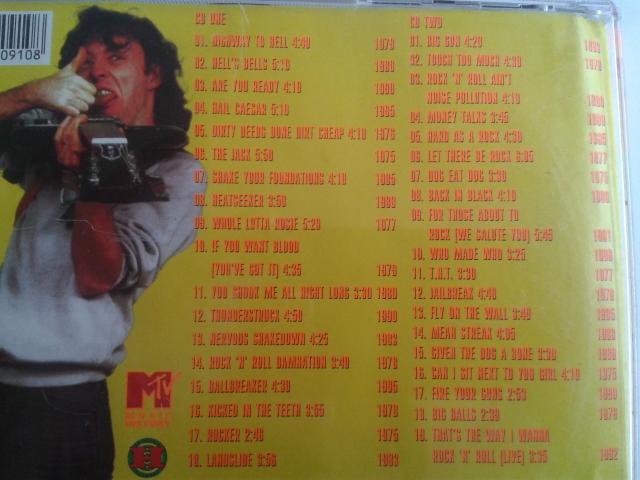 09108
CD ONE
01. HIGHWAY TO HELL 4:40 1979
02. HELL'S BELLS 5:10 1980
03. ARE YOU READY 4:10 1990
04. HAIL CAESAR 5:10 1995
05. DIRTY DEEDS DONE DIRT CHEAP 4:10 1976
06. THE JACK 5:50 1975
07. SHAKE YOUR FOUNDATIONS 4:10 1985
08. HEATSEEKER 3:50 1988
09. WHOLE LOTTA ROSIE 5:20 1977
10. IF YOU WANT BLOOD
(YOU'VE GOT IT) 4:35 1979
11. YOU SHOOK ME ALL NIGHT LONG 3:30 1980
12. THUNDERSTRUCK 4:50 1990
13. NERVOUS SHAKEDOWN 4:25 1983
14. ROCK 'N' ROLL DAMNATION 3:40 1978
15. BALLBREAKER 4:30 1995
16. KICKED IN THE TEETH 3:55 1978
17. ROCKER 2:46 1975
18. LANDSLIDE 3:56 1983
CD TWO
01. BIG GUN 4:20 1993
02. TOUCH TOO MUCH 4:30 1979
03. ROCK 'N' ROLL AIN'T
NOISE POLLUTION 4:10 1980
04. MONEY TALKS 3:45 1990
05. HARD AS A ROCK 4:30 1995
06. LET THERE BE ROCK 6:05 1977
07. DOG EAT DOG 3:30
08. BACK IN BLACK 4:10 1980
09. FOR THOSE ABOUT TO
ROCK (WE SALUTE YOU) 5:45 1981
10. WHO MADE WHO 3:25 1986
11. T.N.T. 3:30 1977
12. JAILBREAK 4:40 1976
13. FLY ON THE WALL 3:40 1985
14. MEAN STREAK 4:05
15. GIVEN THE DOG A BONE 3:30 1980
16. CAN I SIT NEXT TO YOU GIRL 4:10 1975
17. FIRE YOUR GUNS 2:53 1990
18. BIG BALLS 2:30 1976
19. THAT'S THE WAY I WANNA
ROCK 'N' ROLL (LIVE) 3:35 1992
MTV
MUSIC
HISTORY